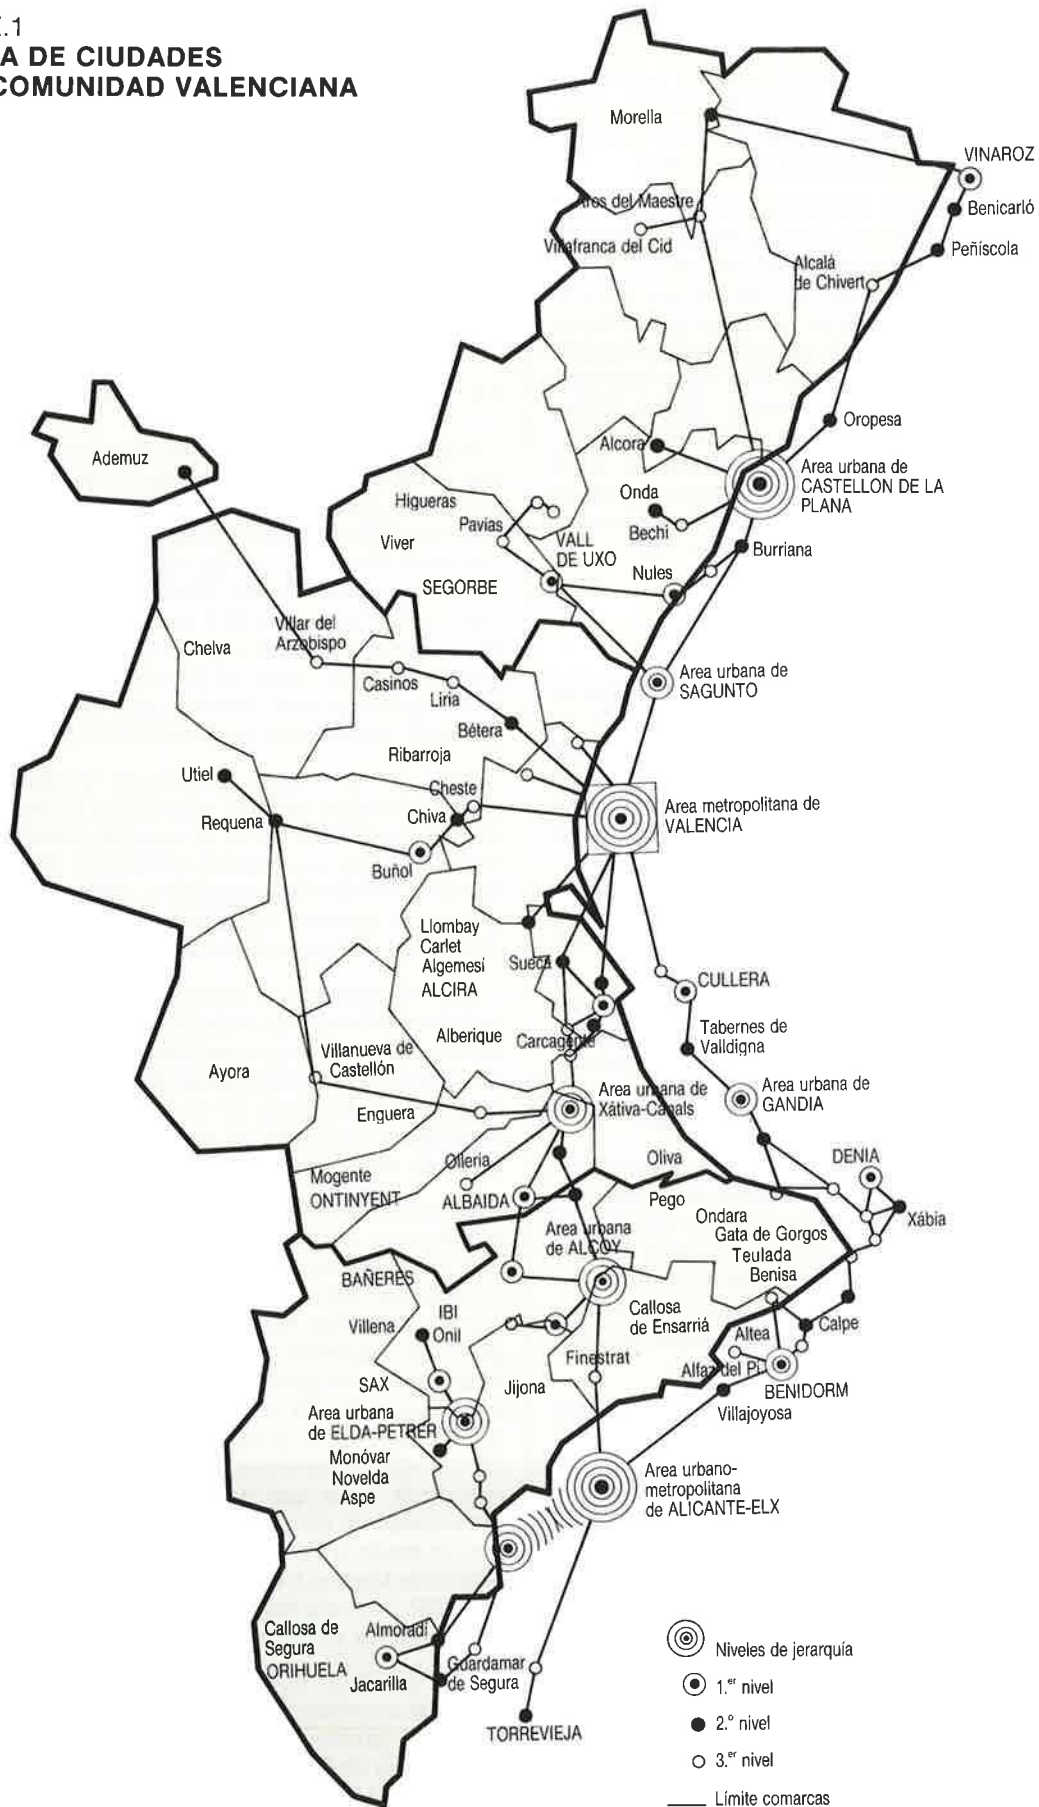 A DE CIUDADES
COMUNIDAD VALENCIANA
Morella
VINAROZ
Benicarló
Peñíscola
del Maestre
Villafranca del Cid
Alcalá
de Chivert
Oropesa
Alcora
Area urbana de
CASTELLON DE LA
PLANA
Ademuz
Onda
Bechi
Burriana
Higueras
Pavias
Viver
VALL
DE UXO
Nules
SEGORBE
Villar del
Arzobispo
Chelva
Casinos
Liria
Area urbana de
SAGUNTO
Bétera
Ribarroja
Utiel
Cheste
Requena
Chiva
Area metropolitana de
VALENCIA
Buñol
Llombay
Carlet
Algemesí
ALCIRA
Sueca
CULLERA
Alberique
Carcagente
Tabernes de
Valldigna
Ayora
Villanueva de
Castellón
Enguera
Area urbana de
Xátiva-Canals
Area urbana de
GANDIA
Mogente
ONTINYENT
Olleria
ALBAIDA
Oliva
DENIA
Pego
Xábia
Ondara
Gata de Gorgos
Teulada
Benisa
Area urbana
de ALCOY
BAÑERES
IBI
Onil
Villena
Callosa
de Ensarriá
Calpe
Altea
Finestrat
Alfaz del Pi
BENIDORM
Villajoyosa
SAX
Jijona
Area urbana
de ELDA-PETRER
Monóvar
Novelda
Aspe
Area urbano-
metropolitana
de ALICANTE-ELX
Callosa de
Segura
ORIHUELA
Almoradí
Jacarilla
Guardamar
de Segura
TORREVIEJA
Niveles de jerarquía
1.er nivel
2.º nivel
3.er nivel
Límite comarcas